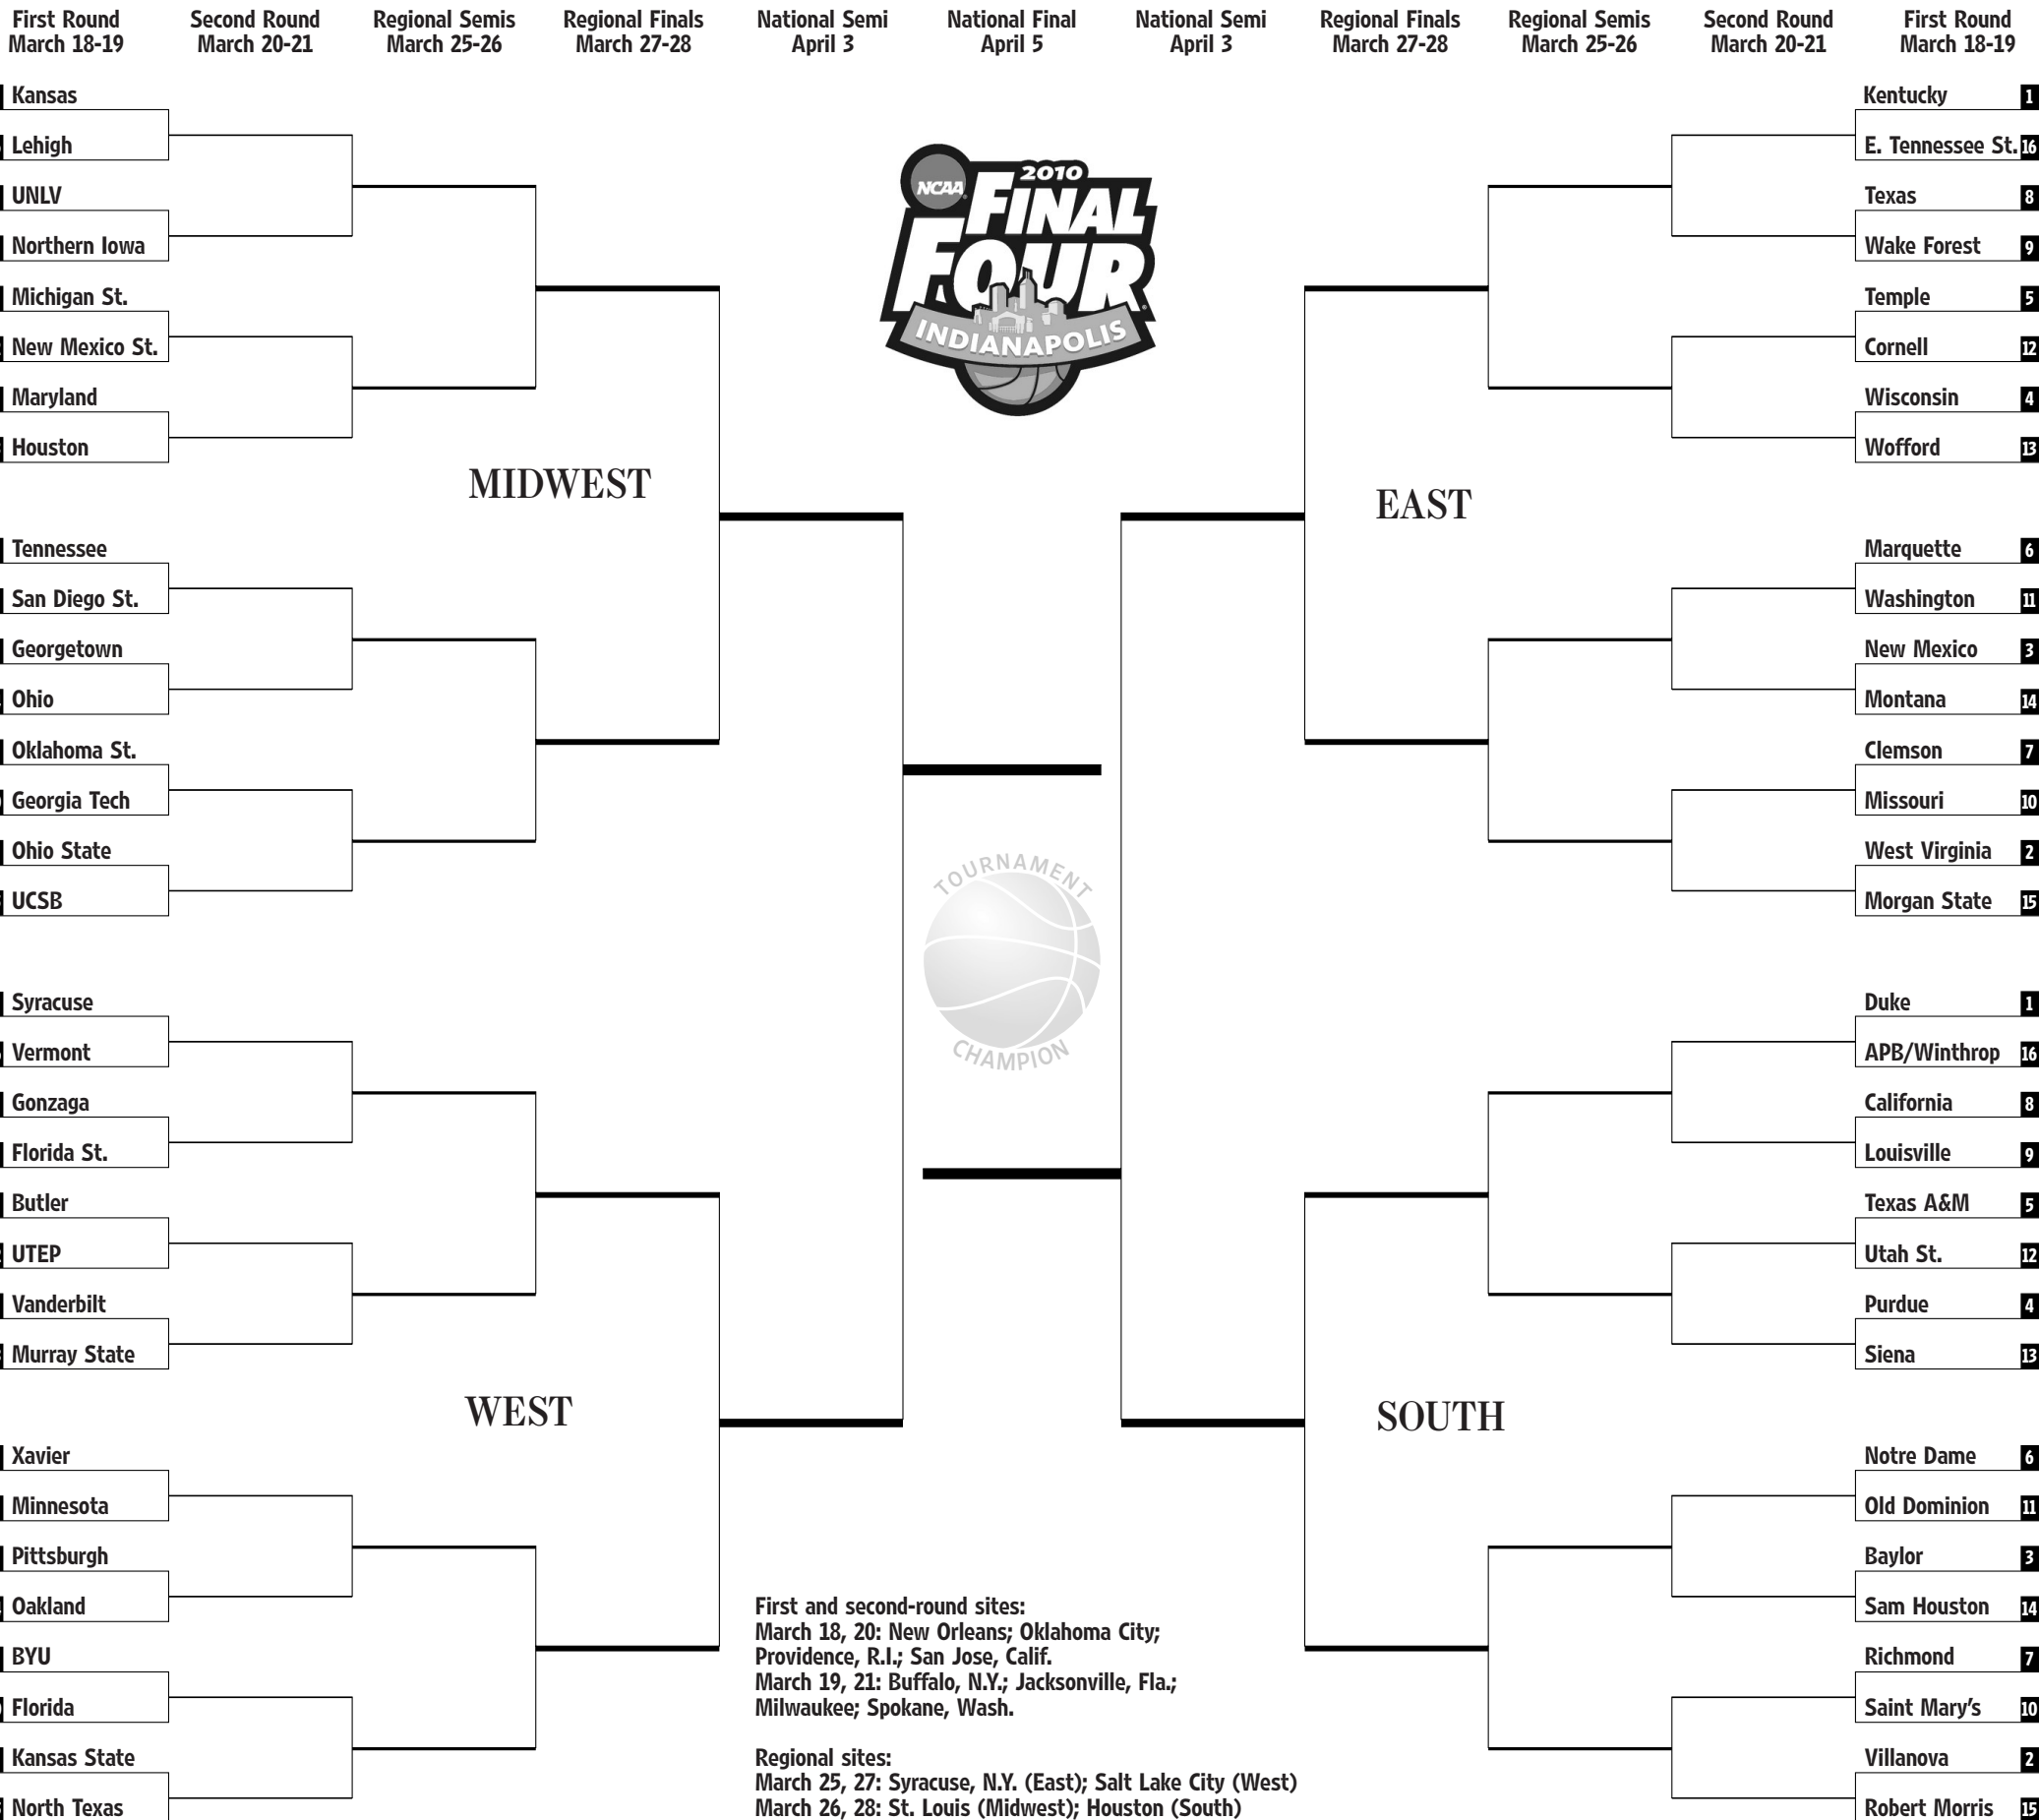 First Round Second Round Regional Semis Regional Finals National Semi National Final National Semi Regional Finals Regional Semis Second Round First Round
March 18-19 March 20-21 March 25-26 March 27-28 April 3 April 5 April 3 March 27-28 March 25-26 March 20-21 March 18-19
Kansas
Lehigh
UNLV
Northern Iowa
Michigan St.
New Mexico St.
Maryland
Houston
MIDWEST
Tennessee
San Diego St.
Georgetown
Ohio
Oklahoma St.
Georgia Tech
Ohio State
UCSB
Syracuse
Vermont
Gonzaga
Florida St.
Butler
UTEP
Vanderbilt
Murray State
WEST
Xavier
Minnesota
Pittsburgh
Oakland
BYU
Florida
Kansas State
North Texas
NCAA
2010
FINAL
FOUR
INDIANAPOLIS
TOURNAMENT
CHAMPION
First and second-round sites:
March 18, 20: New Orleans; Oklahoma City;
Providence, R.I.; San Jose, Calif.
March 19, 21: Buffalo, N.Y.; Jacksonville, Fla.;
Milwaukee; Spokane, Wash.
Regional sites:
March 25, 27: Syracuse, N.Y. (East); Salt Lake City (West)
March 26, 28: St. Louis (Midwest); Houston (South)
Kentucky 1
E. Tennessee St. 16
Texas 8
Wake Forest 9
Temple 5
Cornell 12
Wisconsin 4
Wofford 13
EAST
Marquette 6
Washington 11
New Mexico 3
Montana 14
Clemson 7
Missouri 10
West Virginia 2
Morgan State 15
Duke 1
APB/Winthrop 16
California 8
Louisville 9
Texas A&M 5
Utah St. 12
Purdue 4
Siena 13
SOUTH
Notre Dame 6
Old Dominion 11
Baylor 3
Sam Houston 14
Richmond 7
Saint Mary's 10
Villanova 2
Robert Morris 15